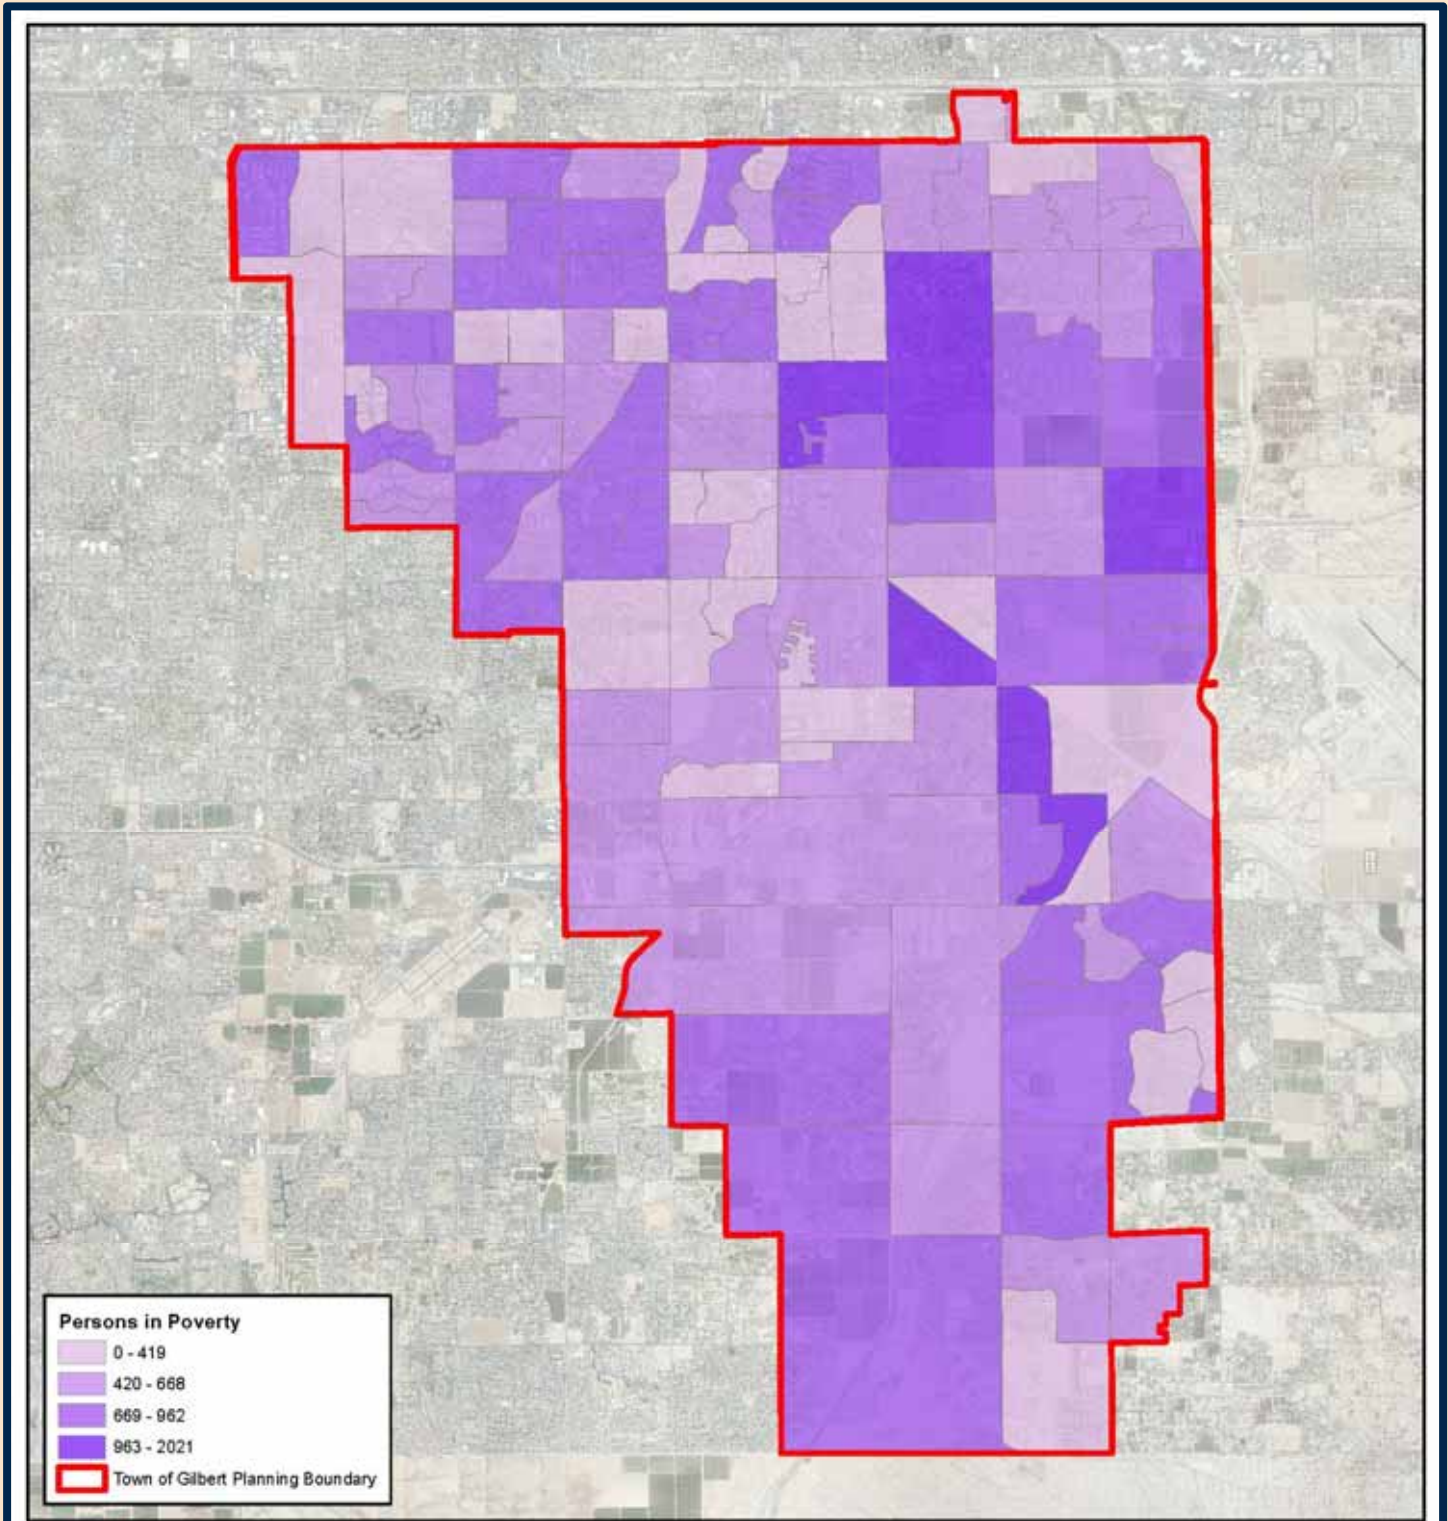 Persons in Poverty
0 - 419
420 - 668
669 - 962
963 - 2021
Town of Gilbert Planning Boundary